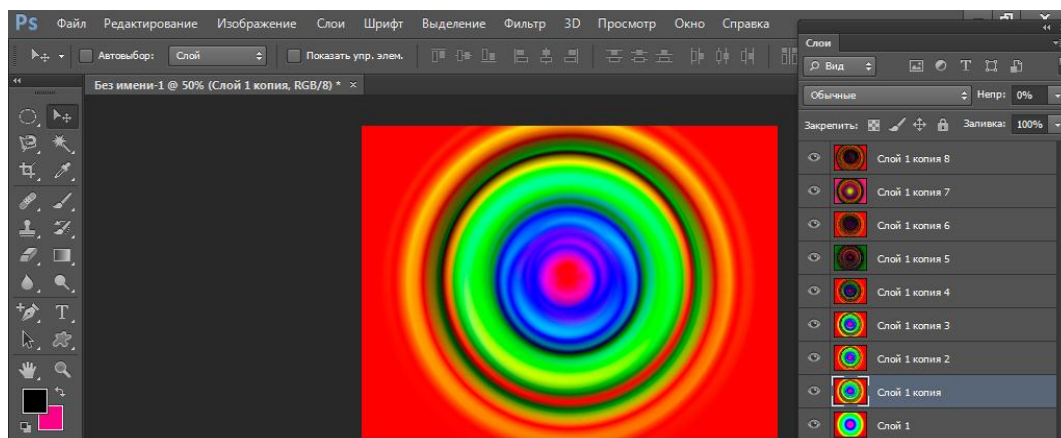 Ps Файл Редактирование Изображение Слои Шрифт Выделение Фильтр 3D Просмотр Окно Справка
Автовыбор: Слой Показать упр. элем.
Без имени-1 @ 50% (Слой 1 копия, RGB/8) * ×
Слои
Вид
Обычные Непр: 0%
Закрепить: Заливка: 100%
Слой 1 копия 8
Слой 1 копия 7
Слой 1 копия 6
Слой 1 копия 5
Слой 1 копия 4
Слой 1 копия 3
Слой 1 копия 2
Слой 1 копия
Слой 1